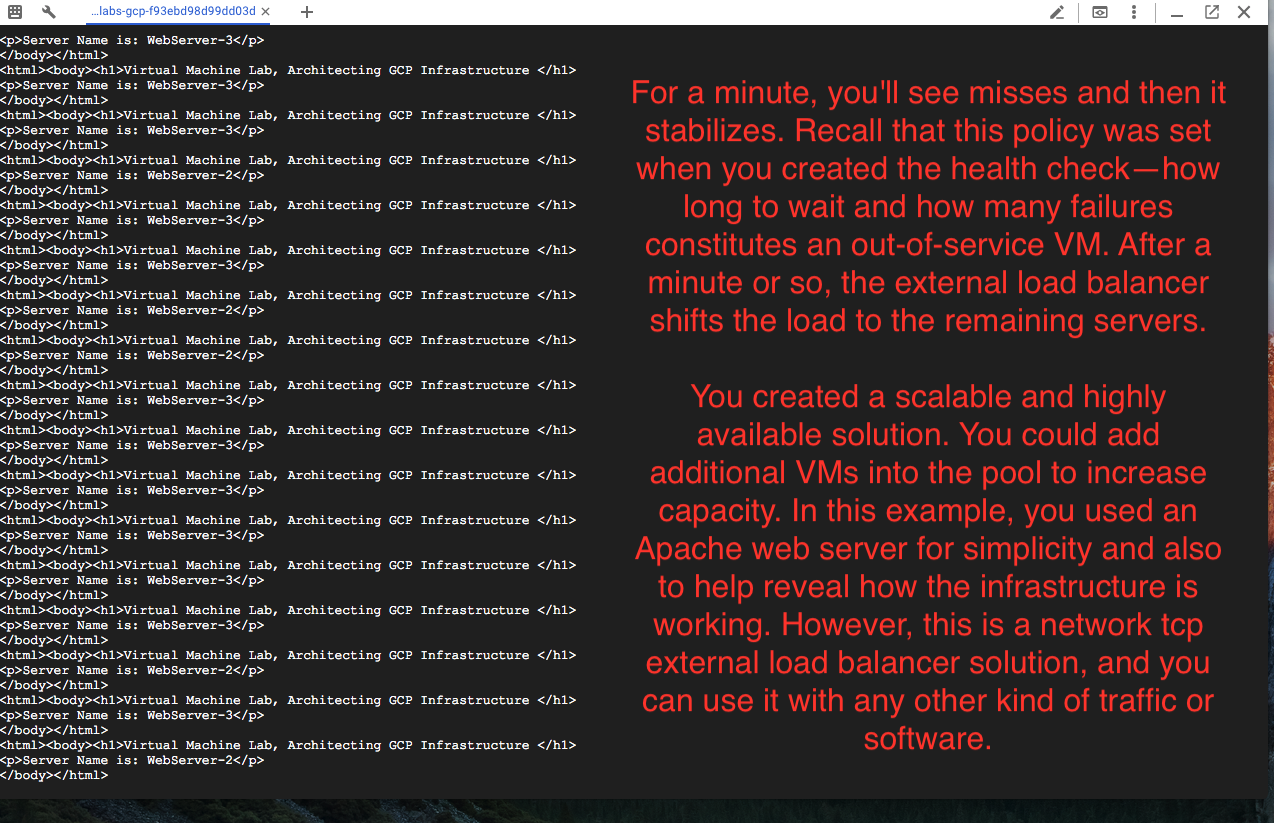 ...labs-gcp-f93ebd98d99dd03d
<p>Server Name is: WebServer-3</p>
</body></html>
<html><body><h1>Virtual Machine Lab, Architecting GCP Infrastructure </h1>
<p>Server Name is: WebServer-3</p>
</body></html>
<html><body><h1>Virtual Machine Lab, Architecting GCP Infrastructure </h1>
<p>Server Name is: WebServer-3</p>
</body></html>
<html><body><h1>Virtual Machine Lab, Architecting GCP Infrastructure </h1>
<p>Server Name is: WebServer-2</p>
</body></html>
<html><body><h1>Virtual Machine Lab, Architecting GCP Infrastructure </h1>
<p>Server Name is: WebServer-3</p>
</body></html>
<html><body><h1>Virtual Machine Lab, Architecting GCP Infrastructure </h1>
<p>Server Name is: WebServer-3</p>
</body></html>
<html><body><h1>Virtual Machine Lab, Architecting GCP Infrastructure </h1>
<p>Server Name is: WebServer-2</p>
</body></html>
<html><body><h1>Virtual Machine Lab, Architecting GCP Infrastructure </h1>
<p>Server Name is: WebServer-2</p>
</body></html>
<html><body><h1>Virtual Machine Lab, Architecting GCP Infrastructure </h1>
<p>Server Name is: WebServer-3</p>
</body></html>
<html><body><h1>Virtual Machine Lab, Architecting GCP Infrastructure </h1>
<p>Server Name is: WebServer-3</p>
</body></html>
<html><body><h1>Virtual Machine Lab, Architecting GCP Infrastructure </h1>
<p>Server Name is: WebServer-3</p>
</body></html>
<html><body><h1>Virtual Machine Lab, Architecting GCP Infrastructure </h1>
<p>Server Name is: WebServer-3</p>
</body></html>
<html><body><h1>Virtual Machine Lab, Architecting GCP Infrastructure </h1>
<p>Server Name is: WebServer-3</p>
</body></html>
<html><body><h1>Virtual Machine Lab, Architecting GCP Infrastructure </h1>
<p>Server Name is: WebServer-3</p>
</body></html>
<html><body><h1>Virtual Machine Lab, Architecting GCP Infrastructure </h1>
<p>Server Name is: WebServer-2</p>
</body></html>
<html><body><h1>Virtual Machine Lab, Architecting GCP Infrastructure </h1>
<p>Server Name is: WebServer-3</p>
</body></html>
<html><body><h1>Virtual Machine Lab, Architecting GCP Infrastructure </h1>
<p>Server Name is: WebServer-2</p>
</body></html>
For a minute, you'll see misses and then it
stabilizes. Recall that this policy was set
when you created the health check—how
long to wait and how many failures
constitutes an out-of-service VM. After a
minute or so, the external load balancer
shifts the load to the remaining servers.
You created a scalable and highly
available solution. You could add
additional VMs into the pool to increase
capacity. In this example, you used an
Apache web server for simplicity and also
to help reveal how the infrastructure is
working. However, this is a network tcp
external load balancer solution, and you
can use it with any other kind of traffic or
software.